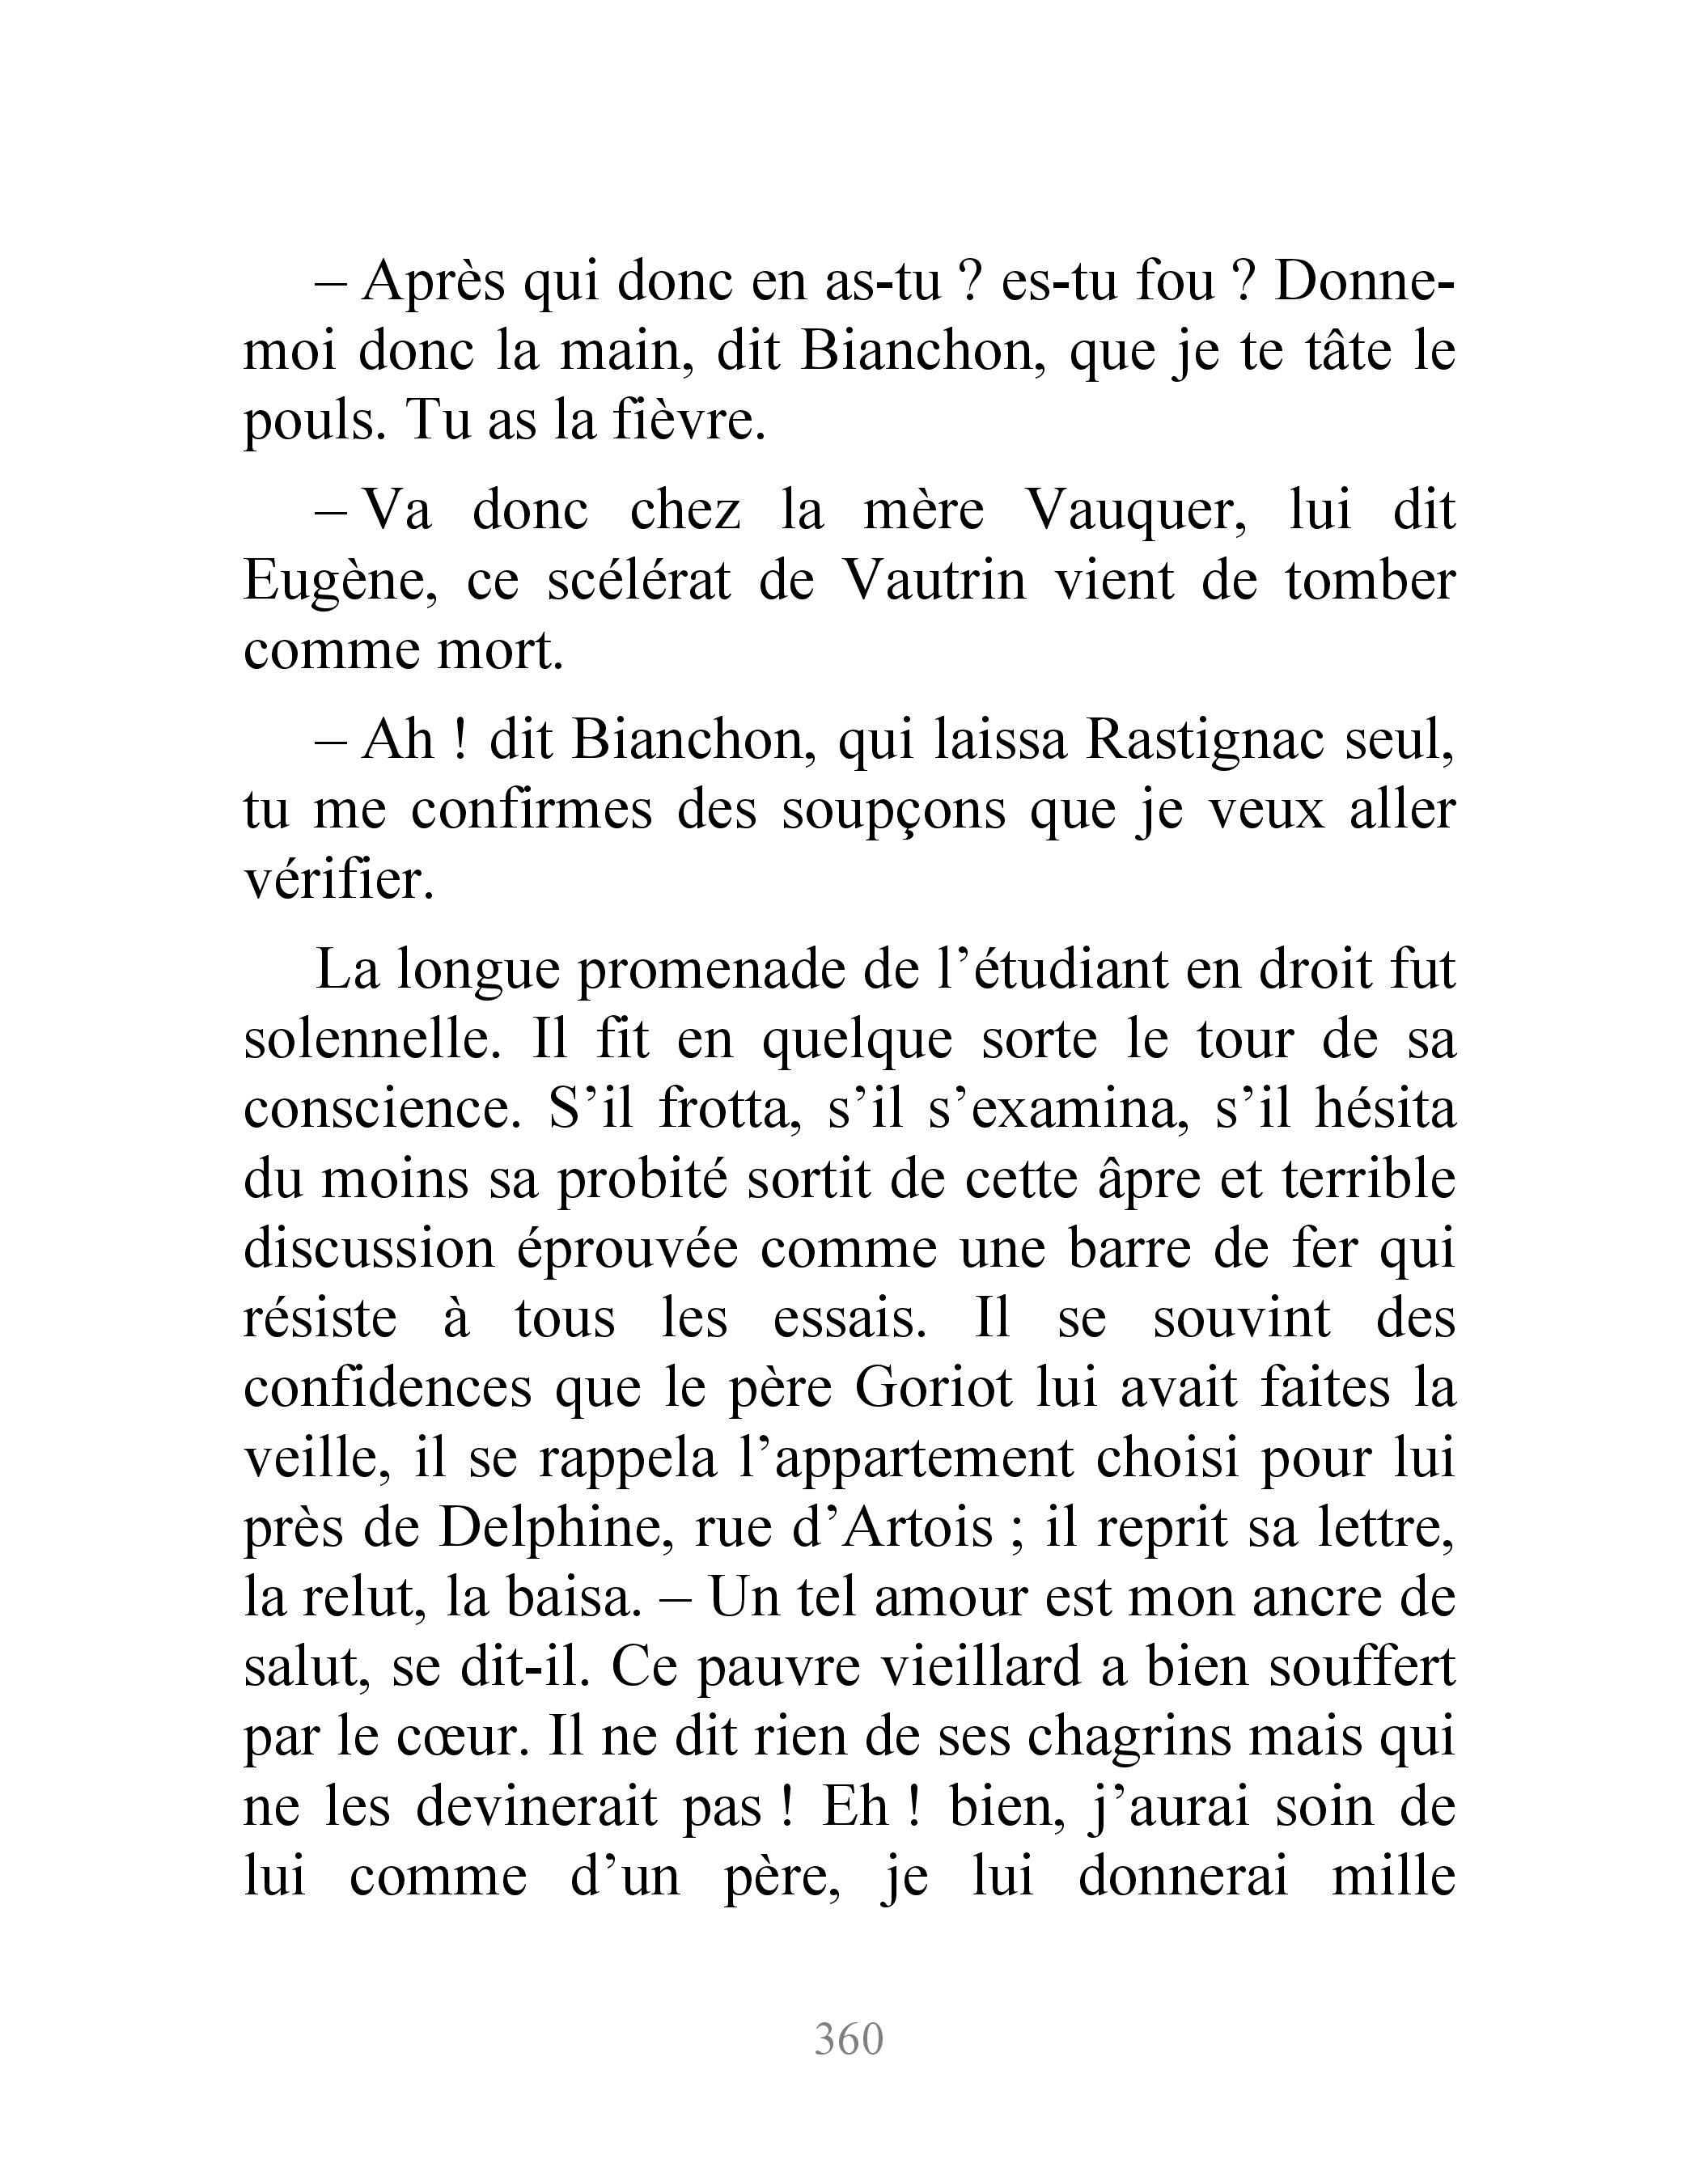 – Après qui donc en as-tu ? es-tu fou ? Donne-
moi donc la main, dit Bianchon, que je te tâte le
pouls. Tu as la fièvre.
– Va donc chez la mère Vauquer, lui dit
Eugène, ce scélérat de Vautrin vient de tomber
comme mort.
– Ah ! dit Bianchon, qui laissa Rastignac seul,
tu me confirmes des soupçons que je veux aller
vérifier.
La longue promenade de l’étudiant en droit fut
solennelle. Il fit en quelque sorte le tour de sa
conscience. S’il frotta, s’il s’examina, s’il hésita
du moins sa probité sortit de cette âpre et terrible
discussion éprouvée comme une barre de fer qui
résiste à tous les essais. Il se souvint des
confidences que le père Goriot lui avait faites la
veille, il se rappela l’appartement choisi pour lui
près de Delphine, rue d’Artois ; il reprit sa lettre,
la relut, la baisa. – Un tel amour est mon ancre de
salut, se dit-il. Ce pauvre vieillard a bien souffert
par le cœur. Il ne dit rien de ses chagrins mais qui
ne les devinerait pas ! Eh ! bien, j’aurai soin de
lui comme d’un père, je lui donnerai mille
360